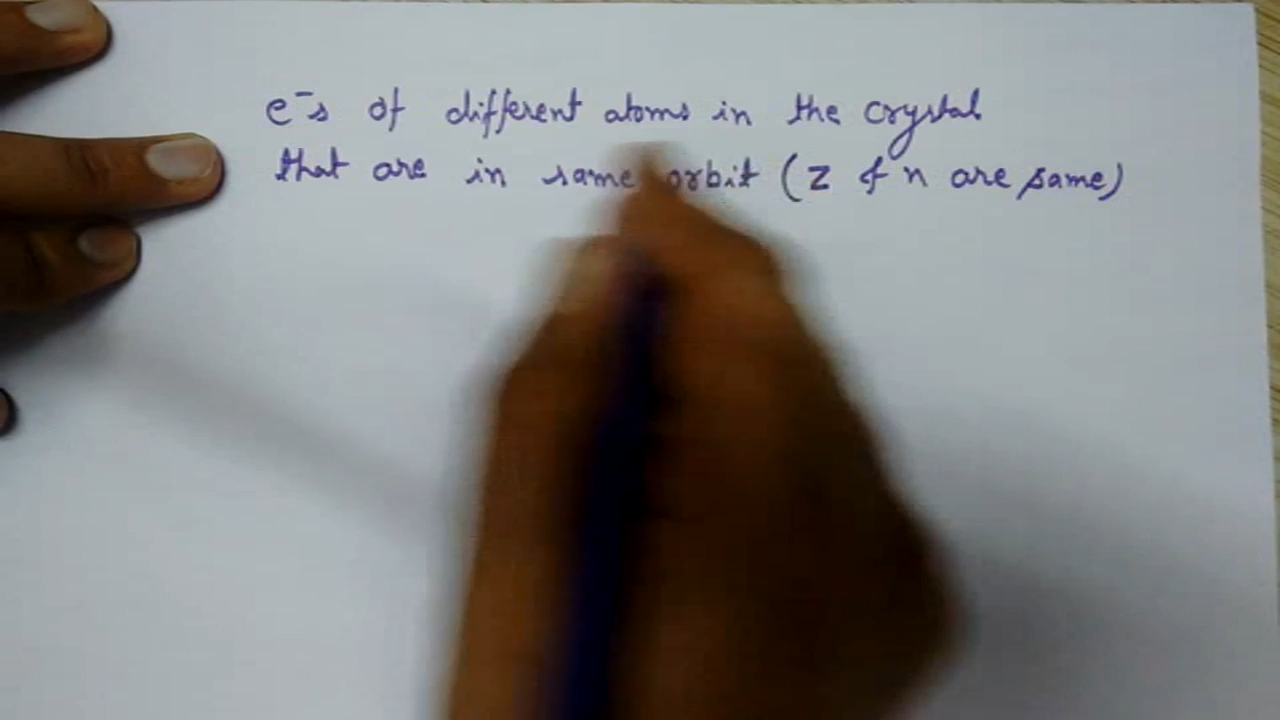 e⁻s of different atoms in the crystal
that are in same orbit (Z & n are same)